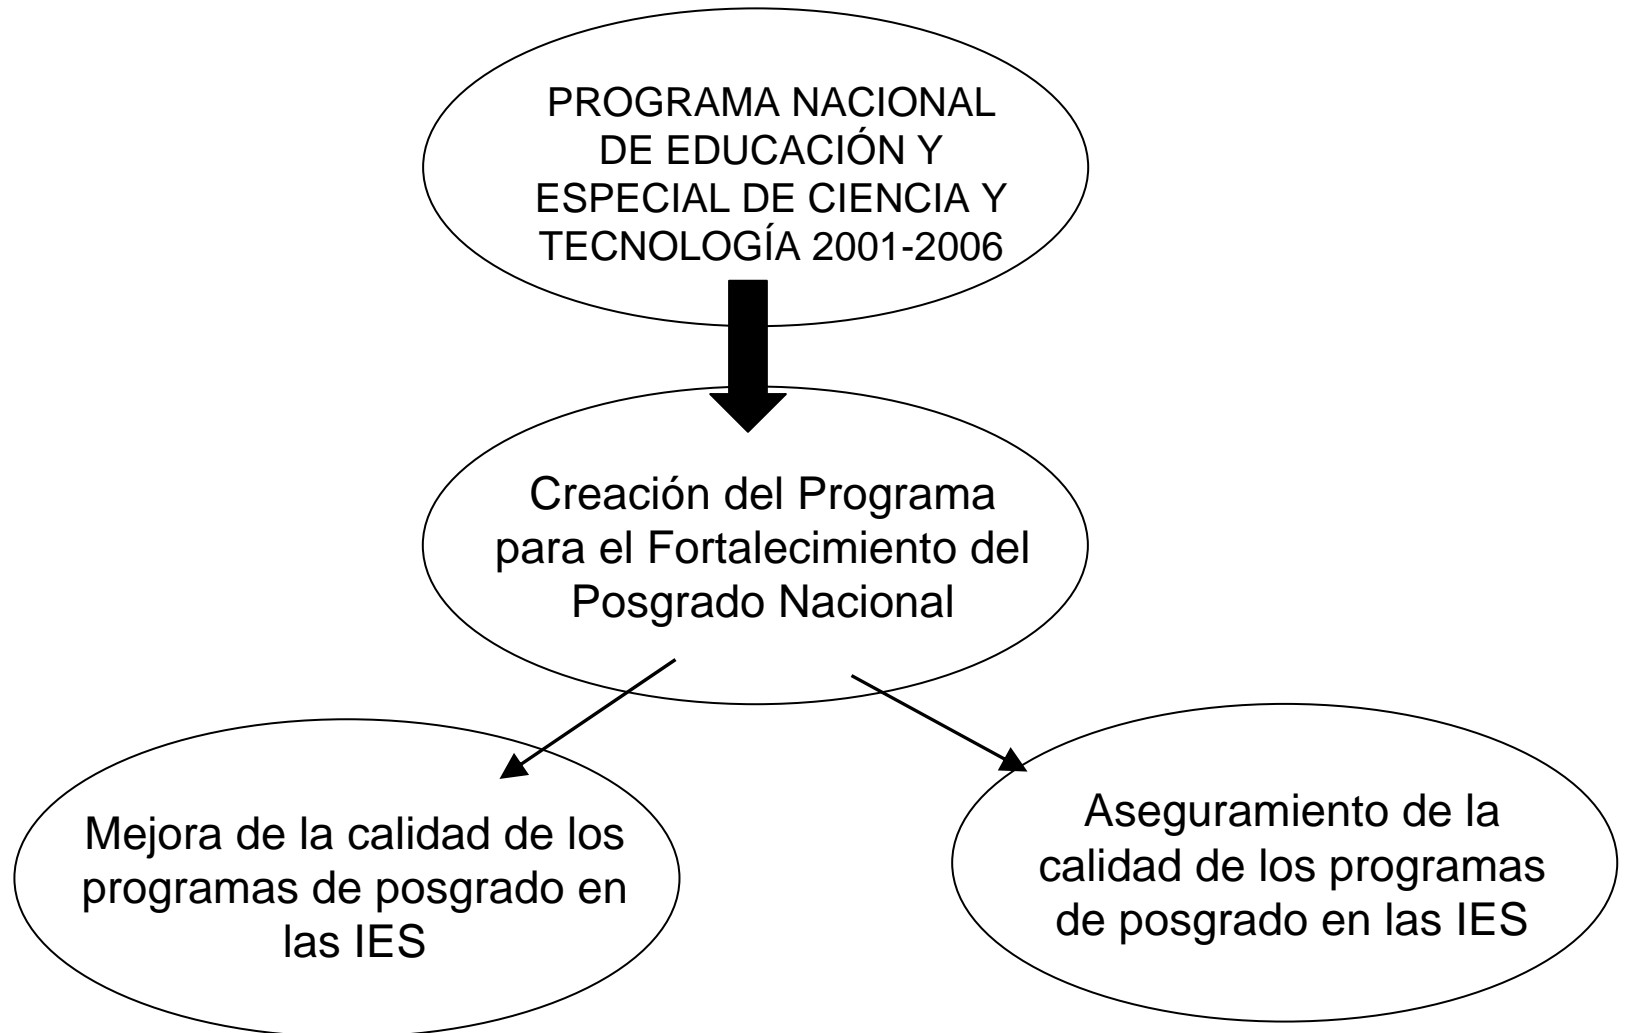 PROGRAMA NACIONAL
DE EDUCACIÓN Y
ESPECIAL DE CIENCIA Y
TECNOLOGÍA 2001-2006
Creación del Programa
para el Fortalecimiento del
Posgrado Nacional
Mejora de la calidad de los
programas de posgrado en
las IES
Aseguramiento de la
calidad de los programas
de posgrado en las IES